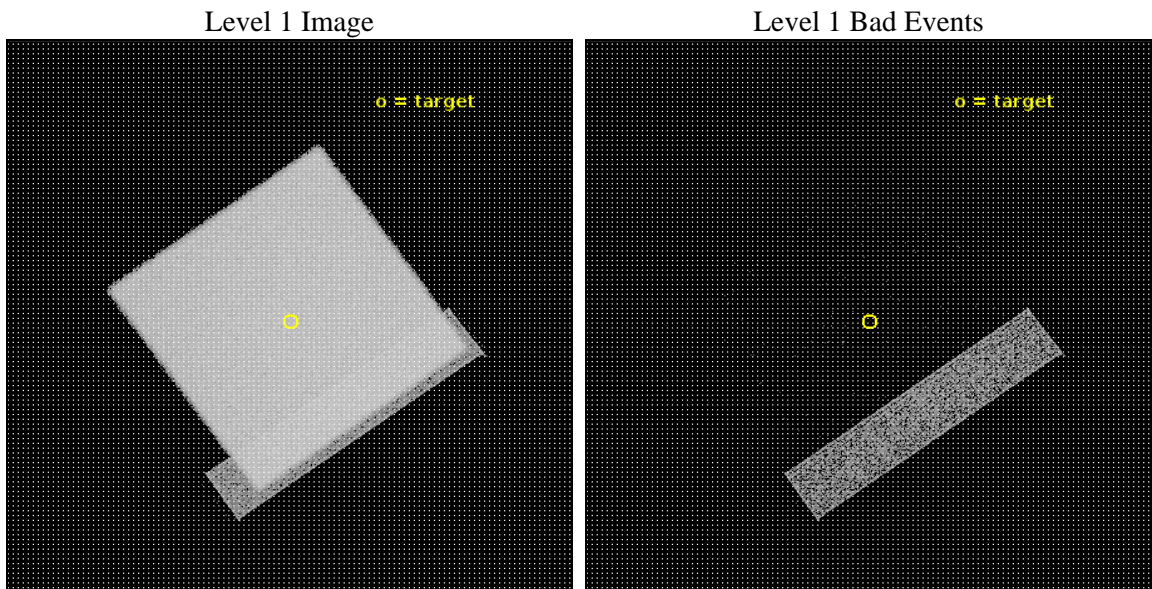 Level 1 Image
Level 1 Bad Events
o = target
o = target